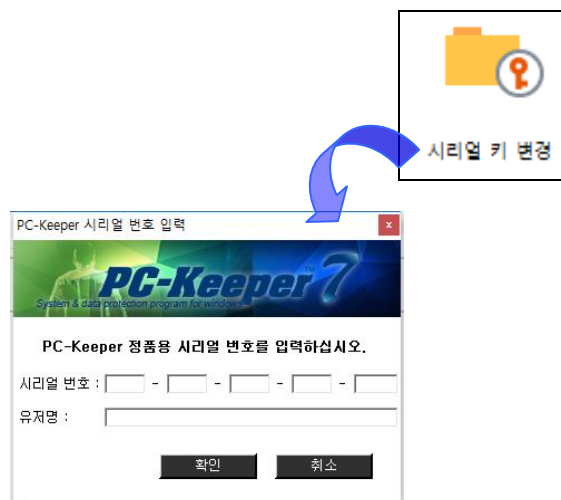 시리얼 키 변경
PC-Keeper 시리얼 번호 입력
x
PC-Keeper™ 7
System & data protection program for windows
PC-Keeper 정품용 시리얼 번호를 입력하십시오.
시리얼 번호 : - - - -
유저명 :
확인 취소